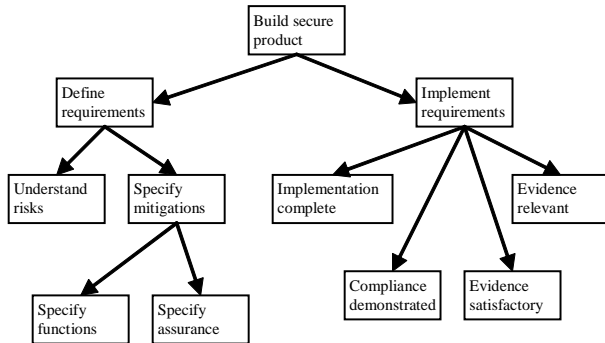 Build secure
product
Define
requirements
Implement
requirements
Understand
risks
Specify
mitigations
Implementation
complete
Evidence
relevant
Specify
functions
Specify
assurance
Compliance
demonstrated
Evidence
satisfactory